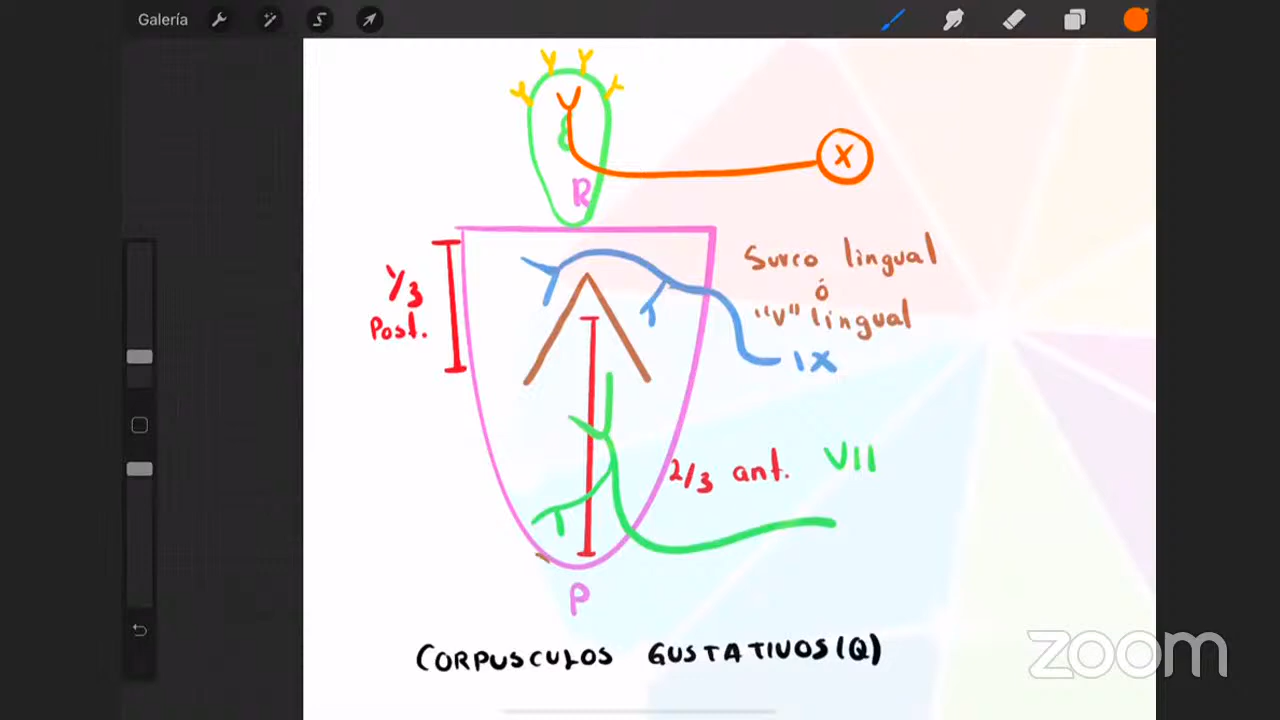 Galería
X
R
Surco lingual
ó
"V" lingual
1/3
Post.
IX
2/3 ant.
VII
P
CORPUSCULOS GUSTATIVOS (Q)
zoom